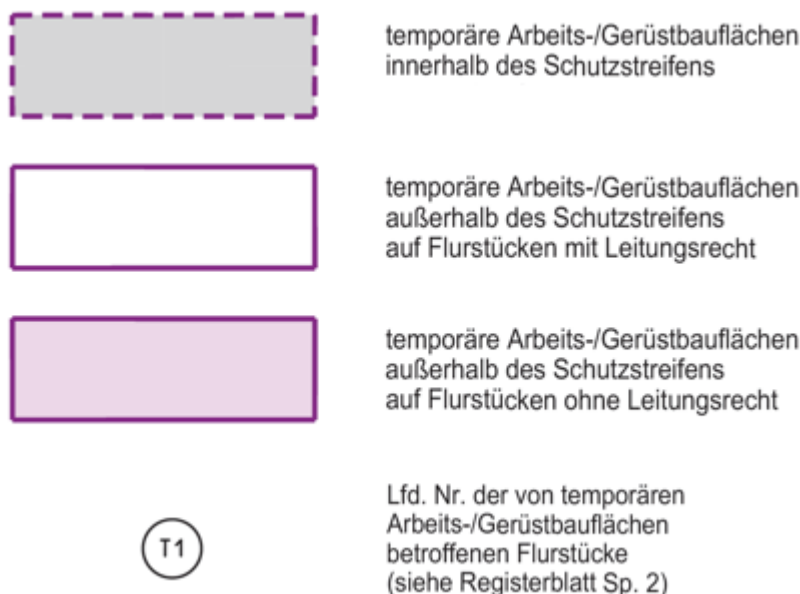 temporäre Arbeits-/Gerüstbauflächen
innerhalb des Schutzstreifens
temporäre Arbeits-/Gerüstbauflächen
außerhalb des Schutzstreifens
auf Flurstücken mit Leitungsrecht
temporäre Arbeits-/Gerüstbauflächen
außerhalb des Schutzstreifens
auf Flurstücken ohne Leitungsrecht
T1
Lfd. Nr. der von temporären
Arbeits-/Gerüstbauflächen
betroffenen Flurstücke
(siehe Registerblatt Sp. 2)